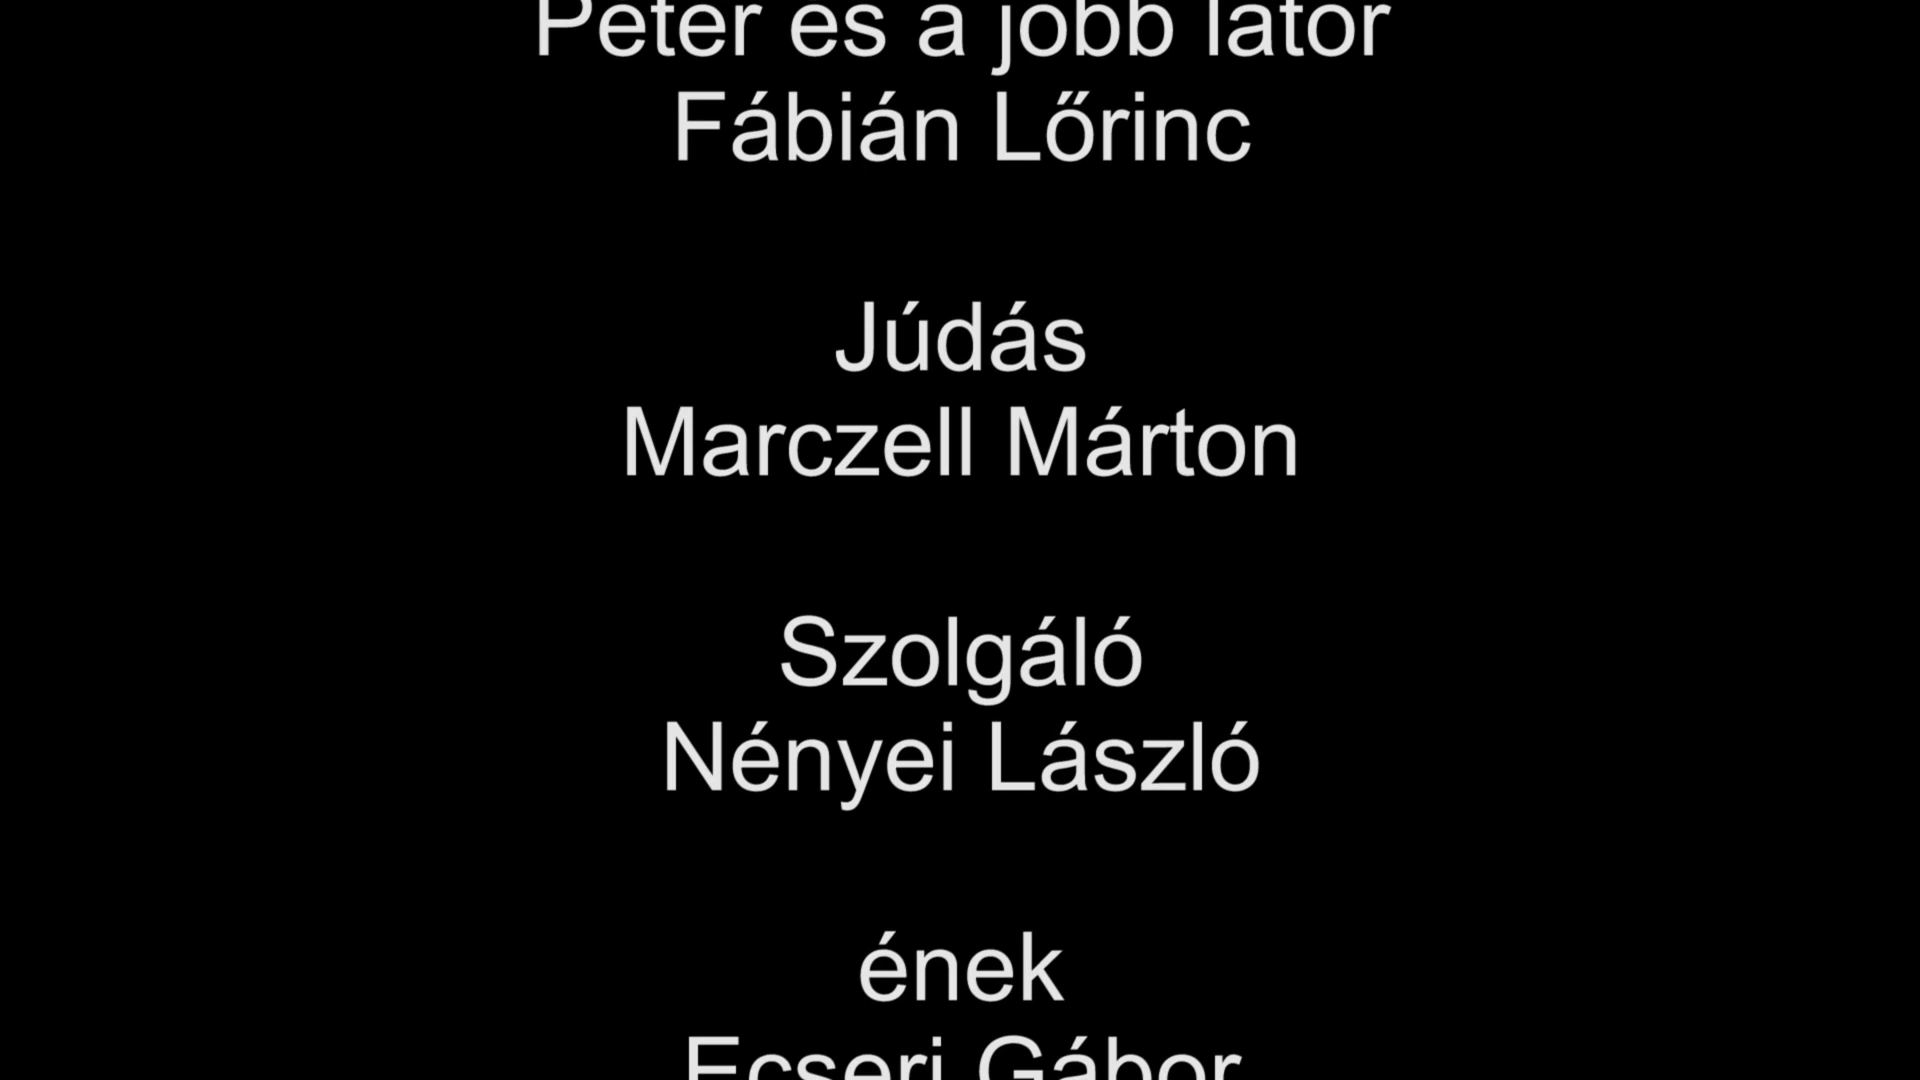 Péter és a jobb lator
Fábián Lőrinc
Júdás
Marczell Márton
Szolgáló
Nényei László
ének
Ecseri Gábor